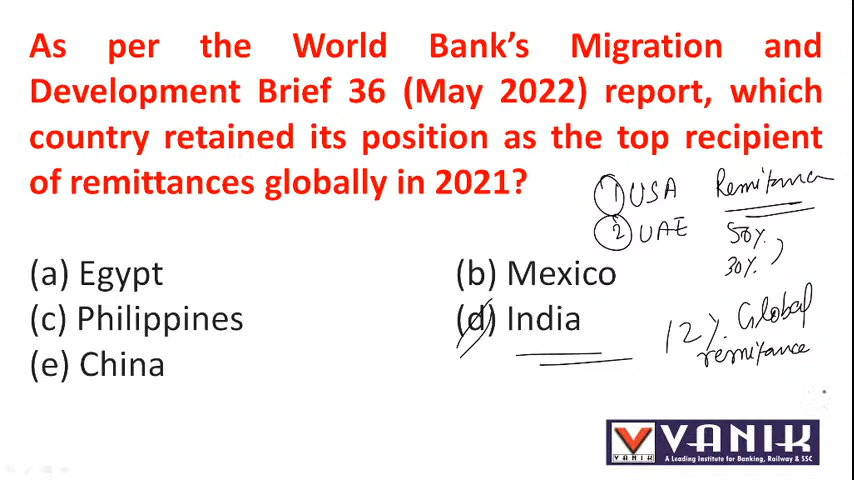 As per the World Bank's Migration and
Development Brief 36 (May 2022) report, which
country retained its position as the top recipient
of remittances globally in 2021?
1 USA Remittance
2 UAE 50%
30%
(a) Egypt (b) Mexico
(c) Philippines (d) India
12% Global
remittance
(e) China
VANIK
VANIK
A Leading Institute for Banking, Railway & SSC